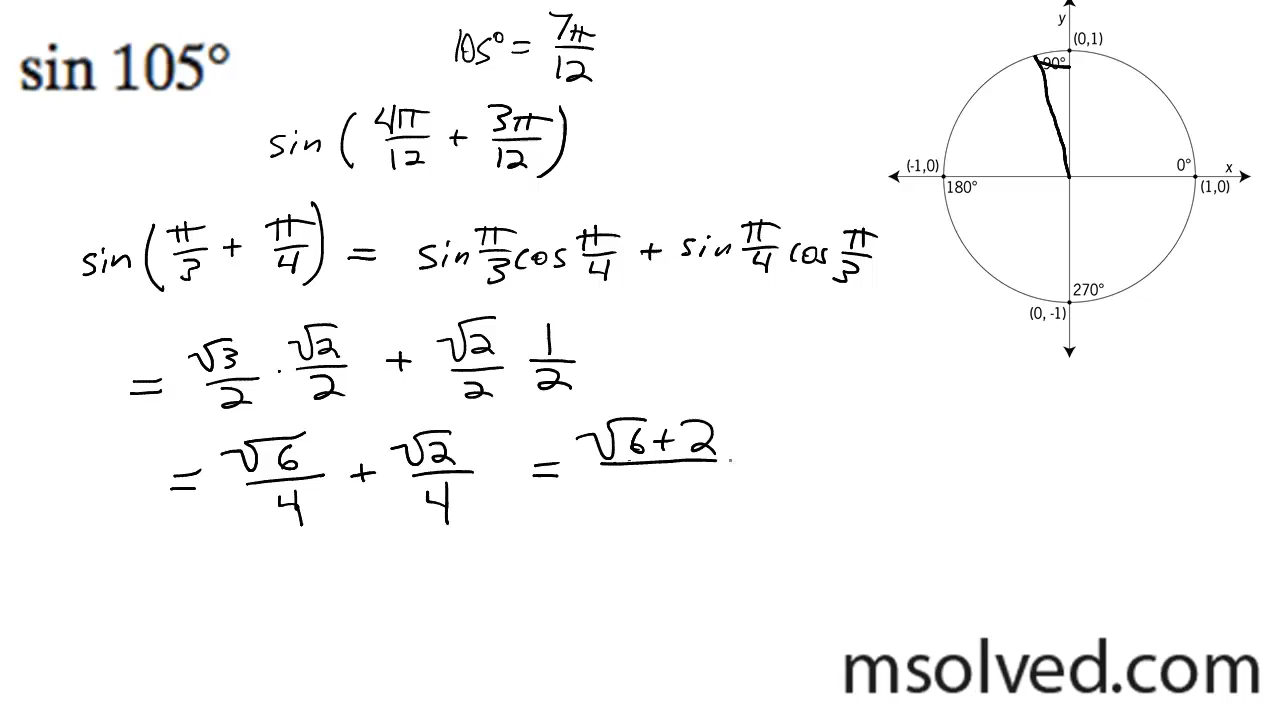 sin 105°
105° = 7π/12
sin(4π/12 + 3π/12)
sin(π/3 + π/4) = sin π/3 cos π/4 + sin π/4 cos π/3
= √3/2 · √2/2 + √2/2 1/2
= √6/4 + √2/4 = √6+2
y
(0,1)
90°
(-1,0)
180°
0°
x
(1,0)
270°
(0, -1)
msolved.com